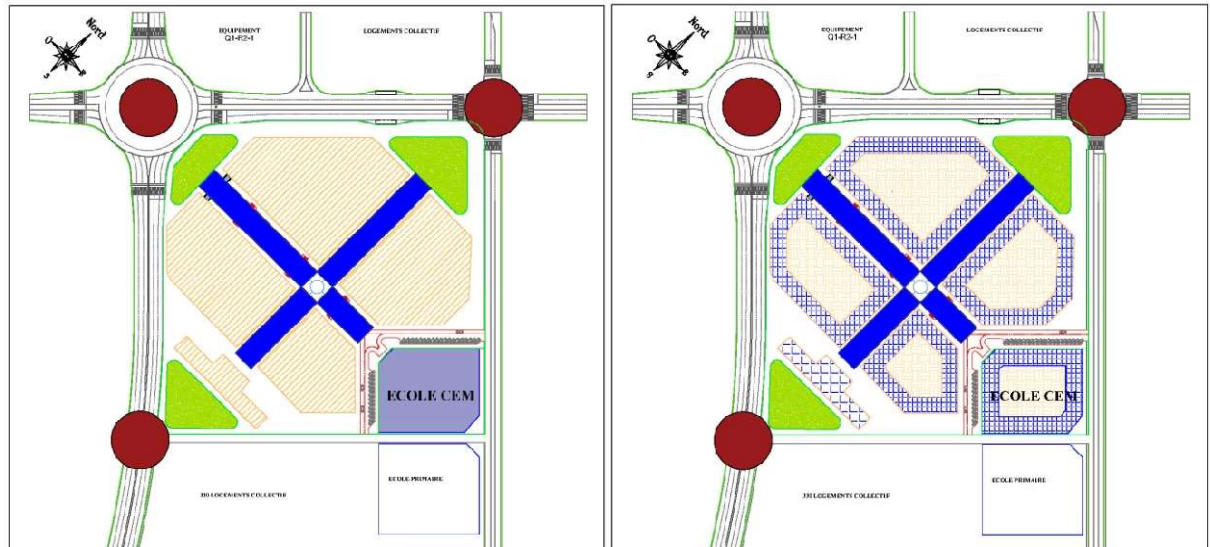 Nord
O
S
E
EQUIPEMENT
Q1-R2-1
LOGEMENTS COLLECTIF
ECOLE CEM
ECOLE PRIMAIRE
LOGEMENTS COLLECTIF
Nord
O
S
E
EQUIPEMENT
Q1-R2-1
LOGEMENTS COLLECTIF
ECOLE CEM
ECOLE PRIMAIRE
LOGEMENTS COLLECTIF